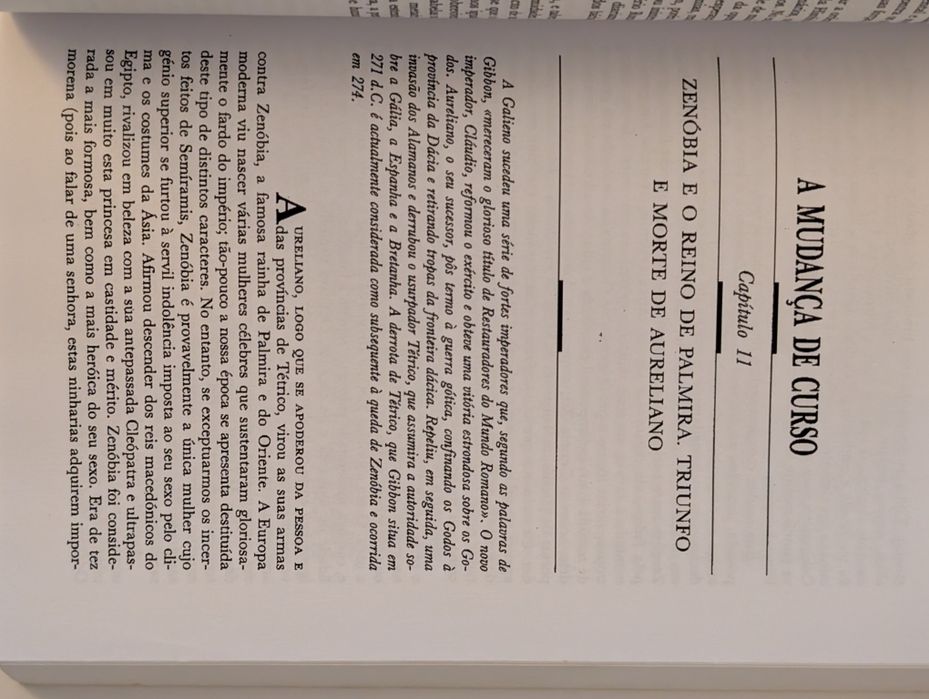 A MUDANÇA DE CURSO
Capítulo 11
ZENÓBIA E O REINO DE PALMIRA. TRIUNFO
E MORTE DE AURELIANO
A Galieno sucedeu uma série de fortes imperadores que, segundo as palavras de
Gibbon, «mereceram o glorioso título de Restauradores do Mundo Romano». O novo
imperador, Cláudio, reformou o exército e obteve uma vitória estrondosa sobre os Go-
dos. Aureliano, o seu sucessor, pôs termo à guerra gótica, confinando os Godos à
província da Dácia e retirando tropas da fronteira dácica. Repeliu, em seguida, uma
invasão dos Alamanos e derrubou o usurpador Tétrico, que assumira a autoridade so-
bre a Gália, a Espanha e a Bretanha. A derrota de Tétrico, que Gibbon situa em
271 d.C. é actualmente considerada como subsequente à queda de Zenóbia e ocorrida
em 274.
AURELIANO, LOGO QUE SE APODEROU DA PESSOA E
das províncias de Tétrico, virou as suas armas
contra Zenóbia, a famosa rainha de Palmira e do Oriente. A Europa
moderna viu nascer várias mulheres célebres que sustentaram gloriosa-
mente o fardo do império; tão-pouco a nossa época se apresenta destituída
deste tipo de distintos caracteres. No entanto, se exceptuarmos os incer-
tos feitos de Semíramis, Zenóbia é provavelmente a única mulher cujo
génio superior se furtou à servil indolência imposta ao seu sexo pelo cli-
ma e os costumes da Ásia. Afirmou descender dos reis macedónicos do
Egipto, rivalizou em beleza com a sua antepassada Cleópatra e ultrapas-
sou em muito esta princesa em castidade e mérito. Zenóbia foi conside-
rada a mais formosa, bem como a mais heróica do seu sexo. Era de tez
morena (pois ao falar de uma senhora, estas ninharias adquirem impor-